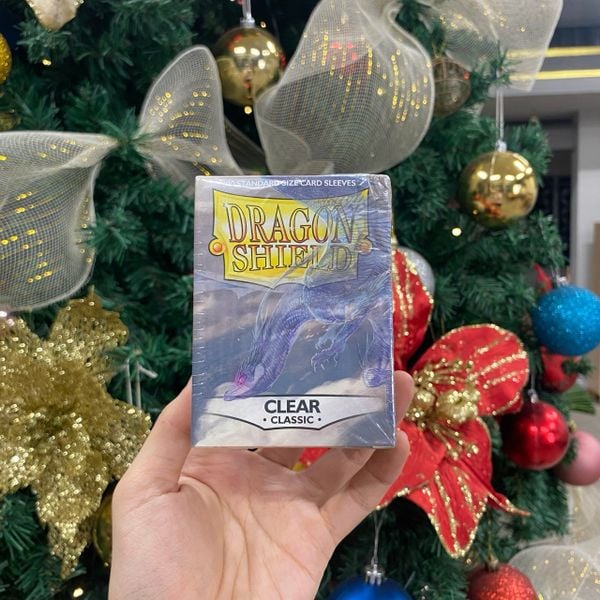 STANDARD SIZE CARD SLEEVES
DRAGON
SHIELD
CLEAR
• CLASSIC •